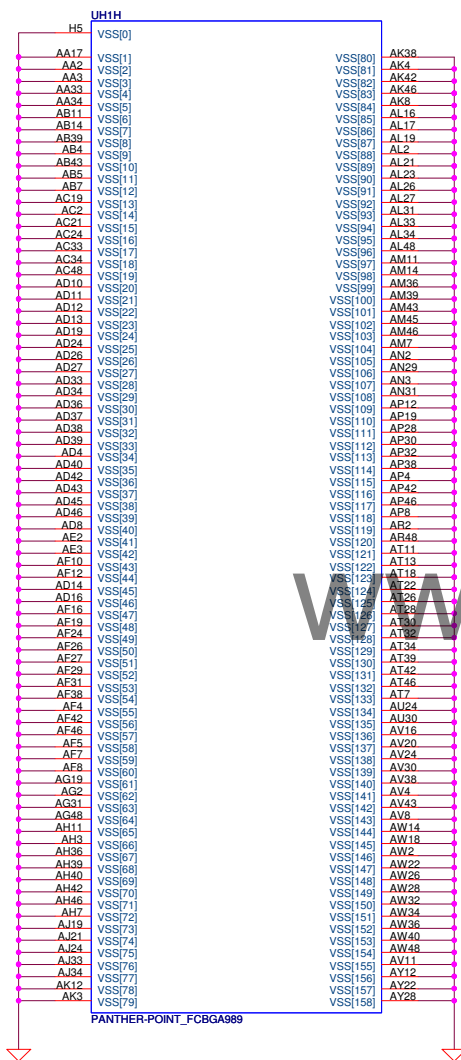 UH1H
H5 VSS[0]
AA17 VSS[1] VSS[80] AK38
AA2 VSS[2] VSS[81] AK4
AA3 VSS[3] VSS[82] AK42
AA33 VSS[4] VSS[83] AK46
AA34 VSS[5] VSS[84] AK8
AB11 VSS[6] VSS[85] AL16
AB14 VSS[7] VSS[86] AL17
AB39 VSS[8] VSS[87] AL19
AB4 VSS[9] VSS[88] AL2
AB43 VSS[10] VSS[89] AL21
AB5 VSS[11] VSS[90] AL23
AB7 VSS[12] VSS[91] AL26
AC19 VSS[13] VSS[92] AL27
AC2 VSS[14] VSS[93] AL31
AC21 VSS[15] VSS[94] AL33
AC24 VSS[16] VSS[95] AL34
AC33 VSS[17] VSS[96] AL48
AC34 VSS[18] VSS[97] AM11
AC48 VSS[19] VSS[98] AM14
AD10 VSS[20] VSS[99] AM36
AD11 VSS[21] VSS[100] AM39
AD12 VSS[22] VSS[101] AM43
AD13 VSS[23] VSS[102] AM45
AD19 VSS[24] VSS[103] AM46
AD24 VSS[25] VSS[104] AM7
AD26 VSS[26] VSS[105] AN2
AD27 VSS[27] VSS[106] AN29
AD33 VSS[28] VSS[107] AN3
AD34 VSS[29] VSS[108] AN31
AD36 VSS[30] VSS[109] AP12
AD37 VSS[31] VSS[110] AP19
AD38 VSS[32] VSS[111] AP28
AD39 VSS[33] VSS[112] AP30
AD4 VSS[34] VSS[113] AP32
AD40 VSS[35] VSS[114] AP38
AD42 VSS[36] VSS[115] AP4
AD43 VSS[37] VSS[116] AP42
AD45 VSS[38] VSS[117] AP46
AD46 VSS[39] VSS[118] AP8
AD8 VSS[40] VSS[119] AR2
AE2 VSS[41] VSS[120] AR48
AE3 VSS[42] VSS[121] AT11
AF10 VSS[43] VSS[122] AT13
AF12 VSS[44] VSS[123] AT18
AD14 VSS[45] VSS[124] AT22
AD16 VSS[46] VSS[125] AT26
AF16 VSS[47] VSS[126] AT28
AF19 VSS[48] VSS[127] AT30
AF24 VSS[49] VSS[128] AT32
AF26 VSS[50] VSS[129] AT34
AF27 VSS[51] VSS[130] AT39
AF29 VSS[52] VSS[131] AT42
AF31 VSS[53] VSS[132] AT46
AF38 VSS[54] VSS[133] AT7
AF4 VSS[55] VSS[134] AU24
AF42 VSS[56] VSS[135] AU30
AF46 VSS[57] VSS[136] AV16
AF5 VSS[58] VSS[137] AV20
AF7 VSS[59] VSS[138] AV24
AF8 VSS[60] VSS[139] AV30
AG19 VSS[61] VSS[140] AV38
AG2 VSS[62] VSS[141] AV4
AG31 VSS[63] VSS[142] AV43
AG48 VSS[64] VSS[143] AV8
AH11 VSS[65] VSS[144] AW14
AH3 VSS[66] VSS[145] AW18
AH36 VSS[67] VSS[146] AW2
AH39 VSS[68] VSS[147] AW22
AH40 VSS[69] VSS[148] AW26
AH42 VSS[70] VSS[149] AW28
AH46 VSS[71] VSS[150] AW32
AH7 VSS[72] VSS[151] AW34
AJ19 VSS[73] VSS[152] AW36
AJ21 VSS[74] VSS[153] AW40
AJ24 VSS[75] VSS[154] AW48
AJ33 VSS[76] VSS[155] AV11
AJ34 VSS[77] VSS[156] AY12
AK12 VSS[78] VSS[157] AY22
AK3 VSS[79] VSS[158] AY28
PANTHER-POINT_FCBGA989